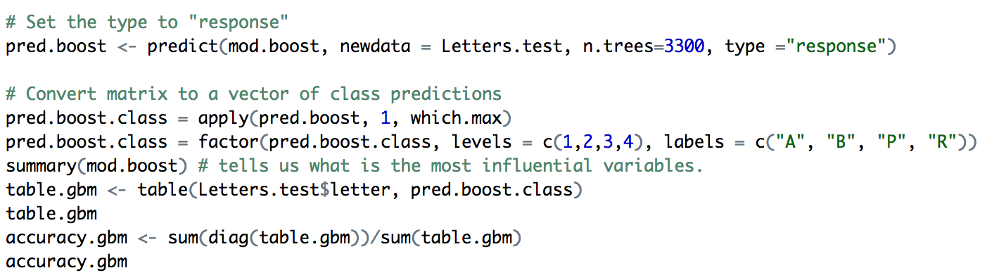 # Set the type to "response"
pred.boost <- predict(mod.boost, newdata = Letters.test, n.trees=3300, type ="response")
# Convert matrix to a vector of class predictions
pred.boost.class = apply(pred.boost, 1, which.max)
pred.boost.class = factor(pred.boost.class, levels = c(1,2,3,4), labels = c("A", "B", "P", "R"))
summary(mod.boost) # tells us what is the most influential variables.
table.gbm <- table(Letters.test$letter, pred.boost.class)
table.gbm
accuracy.gbm <- sum(diag(table.gbm))/sum(table.gbm)
accuracy.gbm